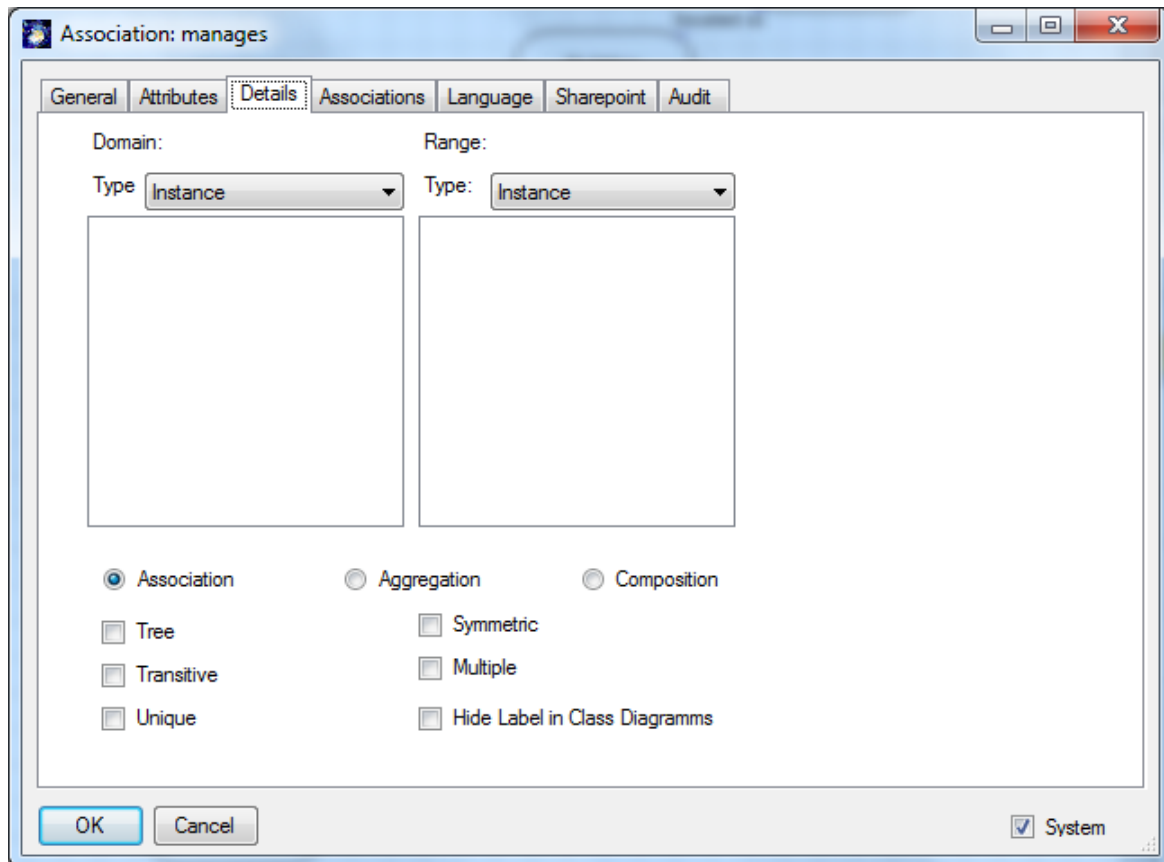 Association: manages
General Attributes Details Associations Language Sharepoint Audit
Domain: Range:
Type Instance Type: Instance
Association Aggregation Composition
Tree Symmetric
Transitive Multiple
Unique Hide Label in Class Diagramms
OK Cancel System